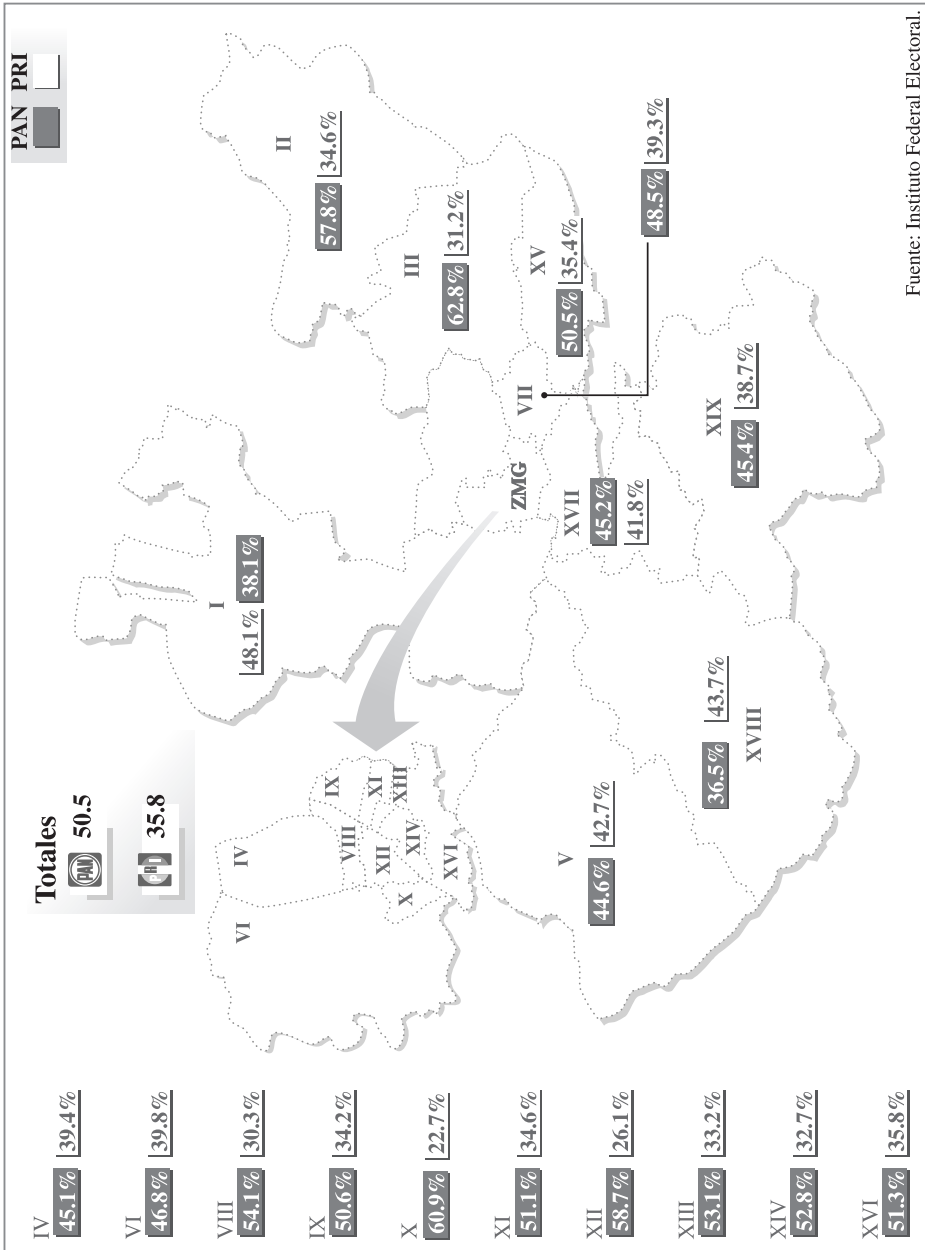 PAN PRI
Totales
PAN 50.5
PRI 35.8
I
48.1% 38.1%
II
57.8% 34.6%
III
62.8% 31.2%
VI
IV
IX
VIII
XI
XII
XIII
XIV
X
XVI
ZMG
VII
48.5% 39.3%
XV
50.5% 35.4%
XVII
45.2%
41.8%
V
44.6% 42.7%
36.5% 43.7%
XVIII
XIX
45.4% 38.7%
IV
45.1% 39.4%
VI
46.8% 39.8%
VIII
54.1% 30.3%
IX
50.6% 34.2%
X
60.9% 22.7%
XI
51.1% 34.6%
XII
58.7% 26.1%
XIII
53.1% 33.2%
XIV
52.8% 32.7%
XVI
51.3% 35.8%
Fuente: Instituto Federal Electoral.